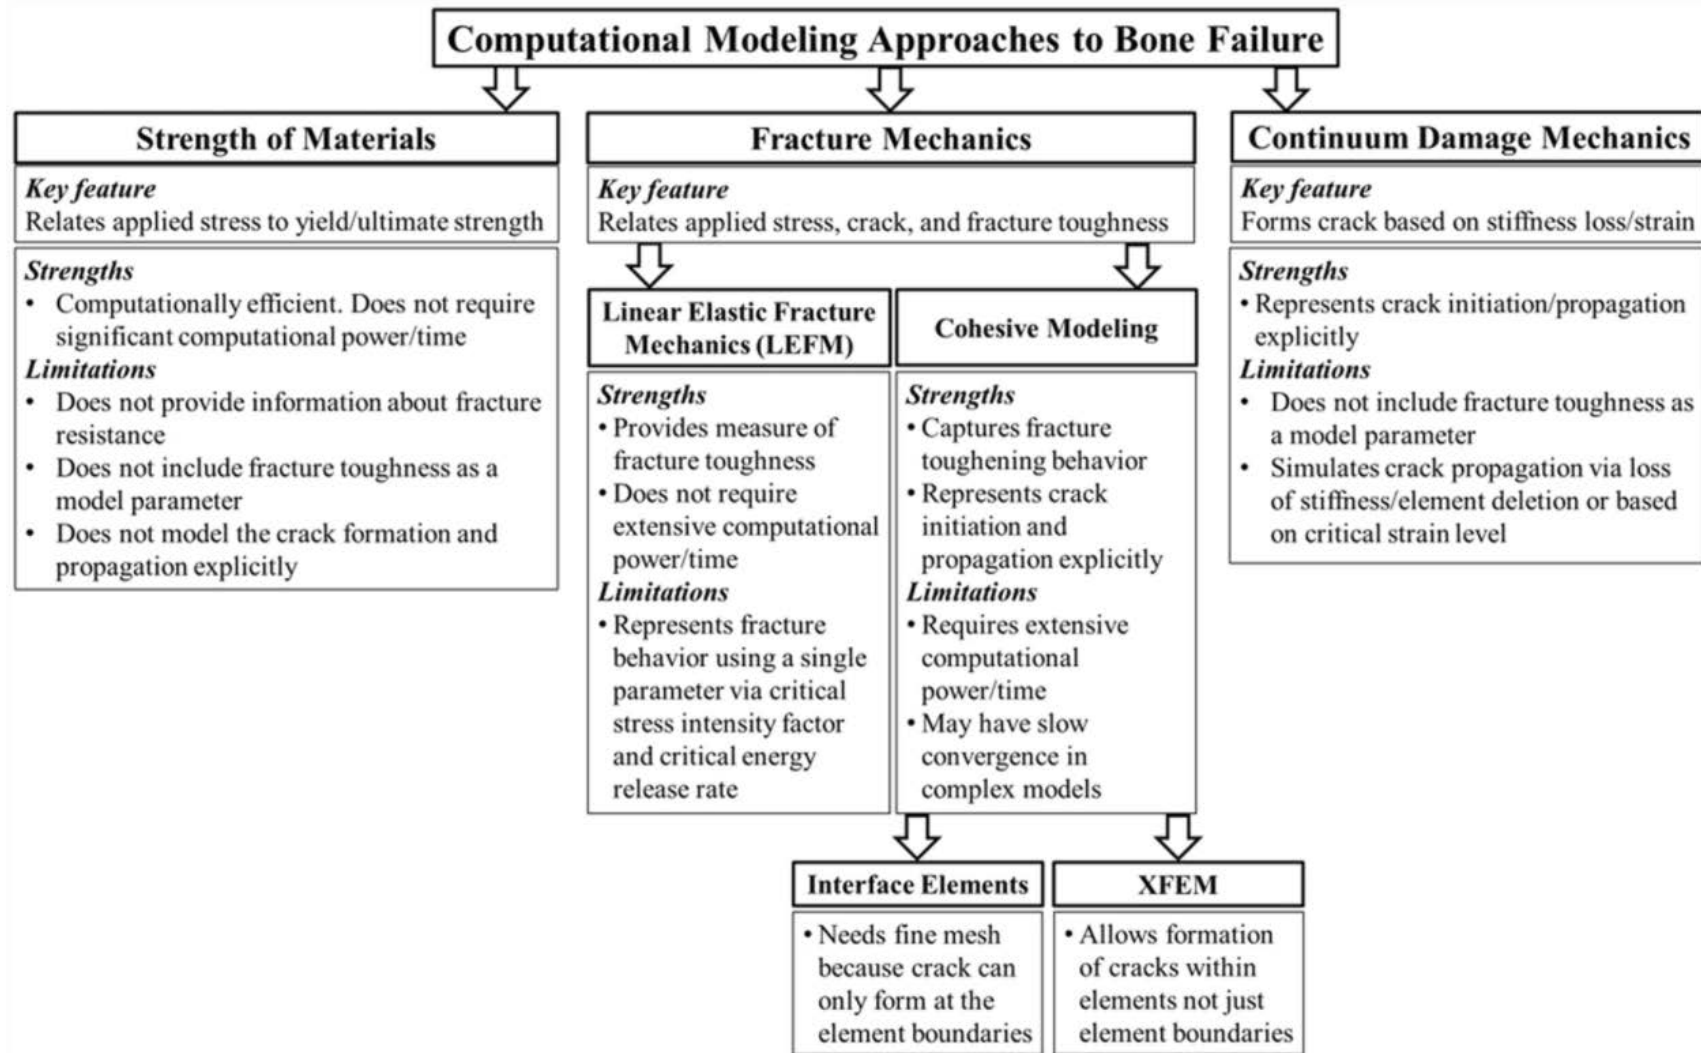 Computational Modeling Approaches to Bone Failure
Strength of Materials
Key feature
Relates applied stress to yield/ultimate strength
Strengths
• Computationally efficient. Does not require
significant computational power/time
Limitations
• Does not provide information about fracture
resistance
• Does not include fracture toughness as a
model parameter
• Does not model the crack formation and
propagation explicitly
Fracture Mechanics
Key feature
Relates applied stress, crack, and fracture toughness
Linear Elastic Fracture
Mechanics (LEFM)
Strengths
• Provides measure of
fracture toughness
• Does not require
extensive computational
power/time
Limitations
• Represents fracture
behavior using a single
parameter via critical
stress intensity factor
and critical energy
release rate
Cohesive Modeling
Strengths
• Captures fracture
toughening behavior
• Represents crack
initiation and
propagation explicitly
Limitations
• Requires extensive
computational
power/time
• May have slow
convergence in
complex models
Interface Elements
• Needs fine mesh
because crack can
only form at the
element boundaries
XFEM
• Allows formation
of cracks within
elements not just
element boundaries
Continuum Damage Mechanics
Key feature
Forms crack based on stiffness loss/strain
Strengths
• Represents crack initiation/propagation
explicitly
Limitations
• Does not include fracture toughness as
a model parameter
• Simulates crack propagation via loss
of stiffness/element deletion or based
on critical strain level